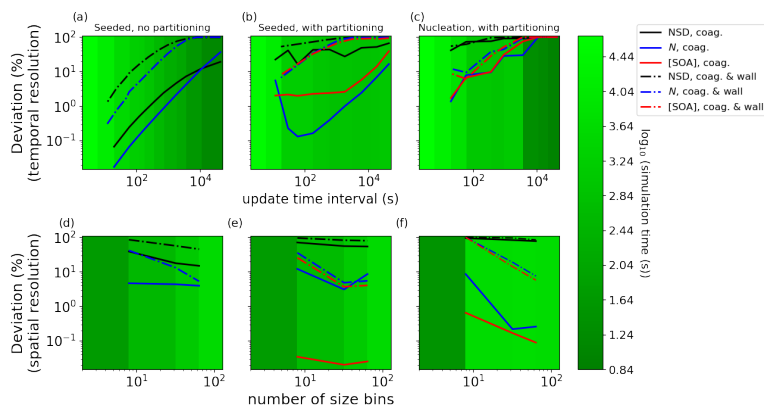 (a)
(b)
(c)
Seeded, no partitioning
Seeded, with partitioning
Nucleation, with partitioning
NSD, coag.
N, coag.
[SOA], coag.
NSD, coag. & wall
N, coag. & wall
[SOA], coag. & wall
Deviation (%)
(temporal resolution)
10²
10¹
10⁰
10⁻¹
10² 10⁴
10² 10⁴
10² 10⁴
update time interval (s)
(d)
(e)
(f)
Deviation (%)
(spatial resolution)
10²
10¹
10⁰
10⁻¹
10¹ 10²
10¹ 10²
10¹ 10²
number of size bins
4.44
4.04
3.64
3.24
2.84
2.44
2.04
1.64
1.24
0.84
log₁₀(simulation time (s))